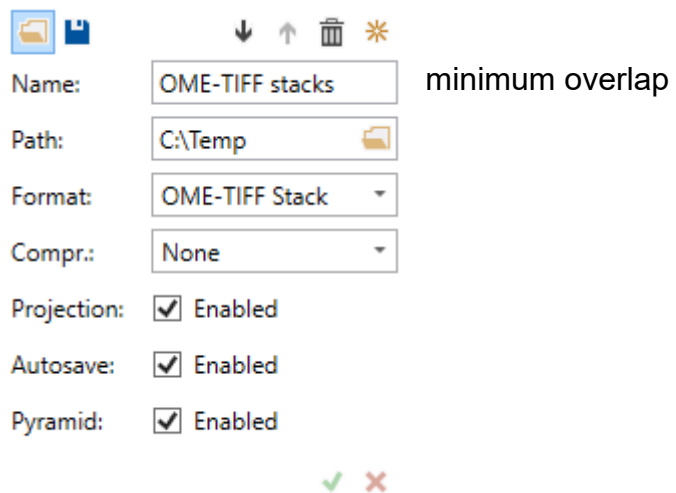 Name: OME-TIFF stacks minimum overlap
Path: C:\Temp
Format: OME-TIFF Stack
Compr.: None
Projection: Enabled
Autosave: Enabled
Pyramid: Enabled